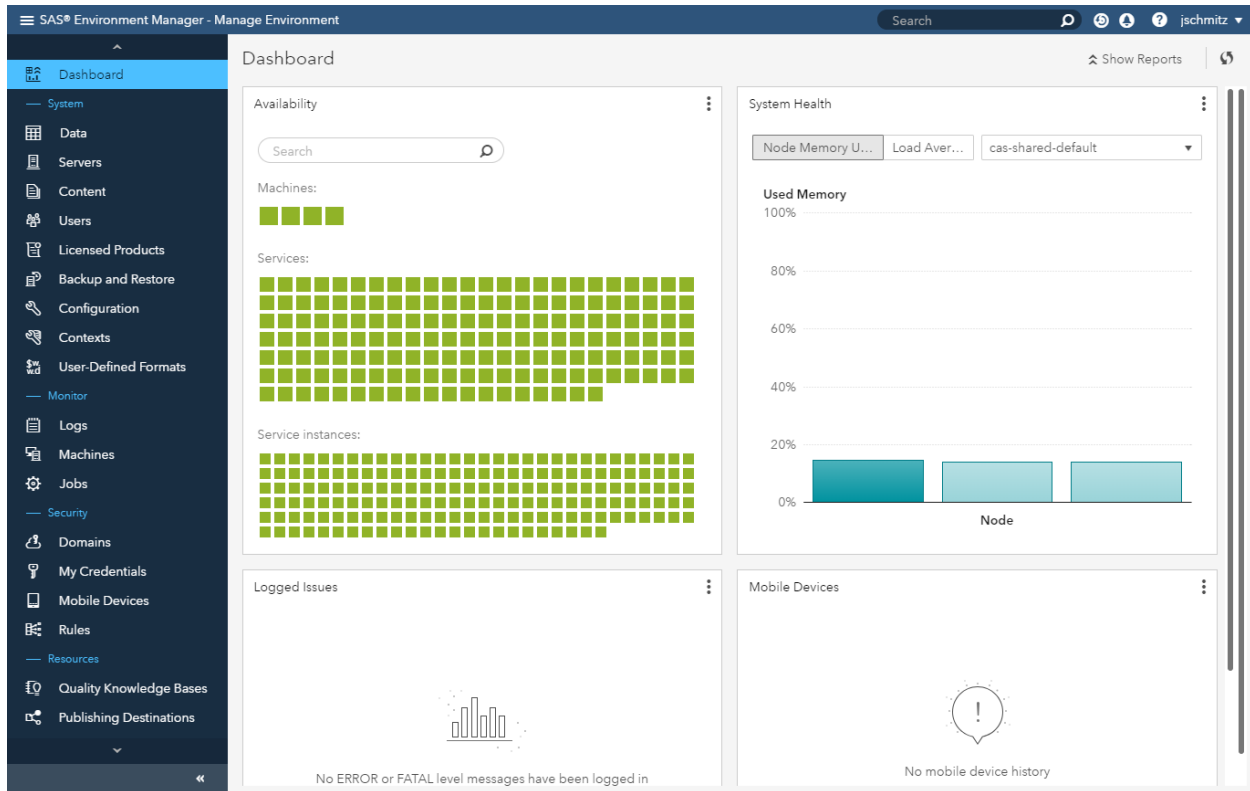 SAS® Environment Manager - Manage Environment
Search
jschmitz
Dashboard
System
Data
Servers
Content
Users
Licensed Products
Backup and Restore
Configuration
Contexts
$w.
w.d
User-Defined Formats
Monitor
Logs
Machines
Jobs
Security
Domains
My Credentials
Mobile Devices
Rules
Resources
Quality Knowledge Bases
Publishing Destinations
Dashboard
Show Reports
Availability
Search
Machines:
Services:
Service instances:
System Health
Node Memory U...
Load Aver...
cas-shared-default
Used Memory
100%
80%
60%
40%
20%
0%
Node
Logged Issues
No ERROR or FATAL level messages have been logged in
Mobile Devices
No mobile device history